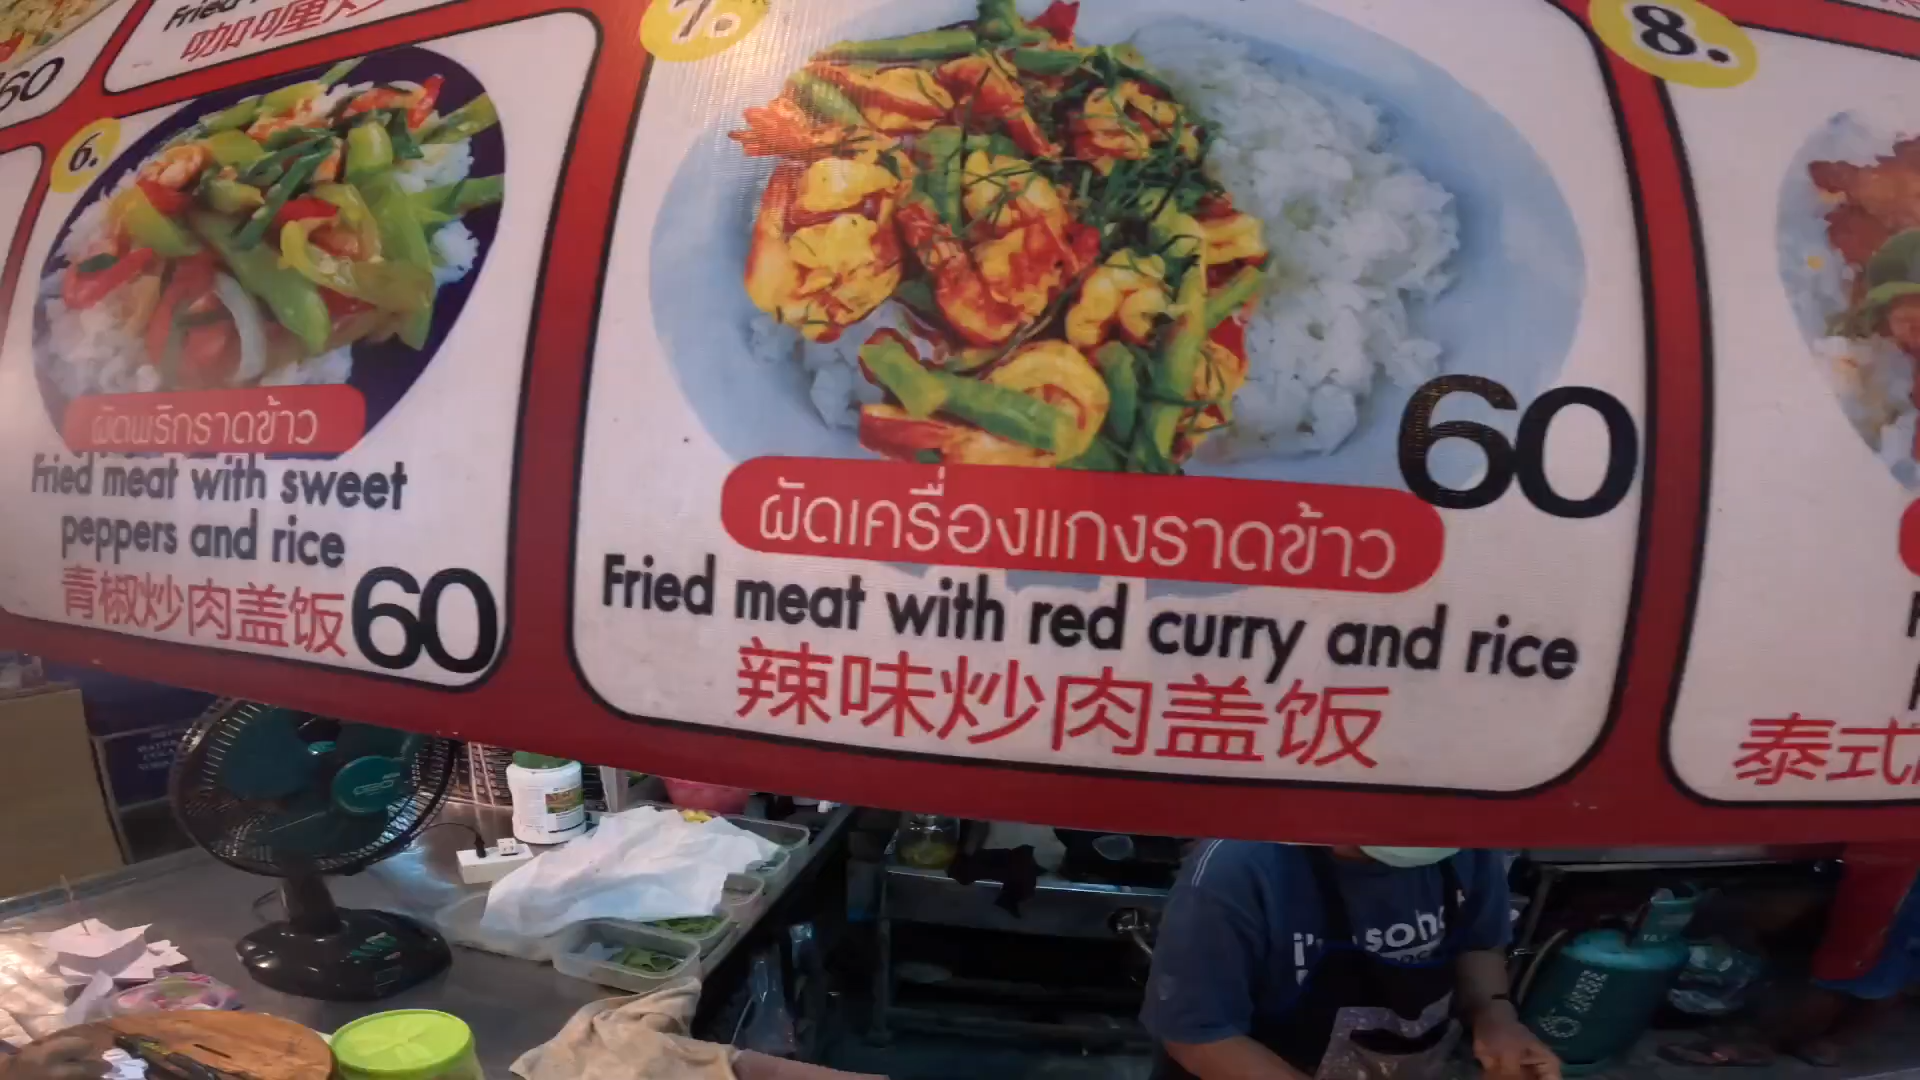 咖喱炒
60
6.
ผัดพริกราดข้าว
Fried meat with sweet
peppers and rice
青椒炒肉盖饭
60
7.
60
ผัดเครื่องแกงราดข้าว
Fried meat with red curry and rice
辣味炒肉盖饭
8.
泰式